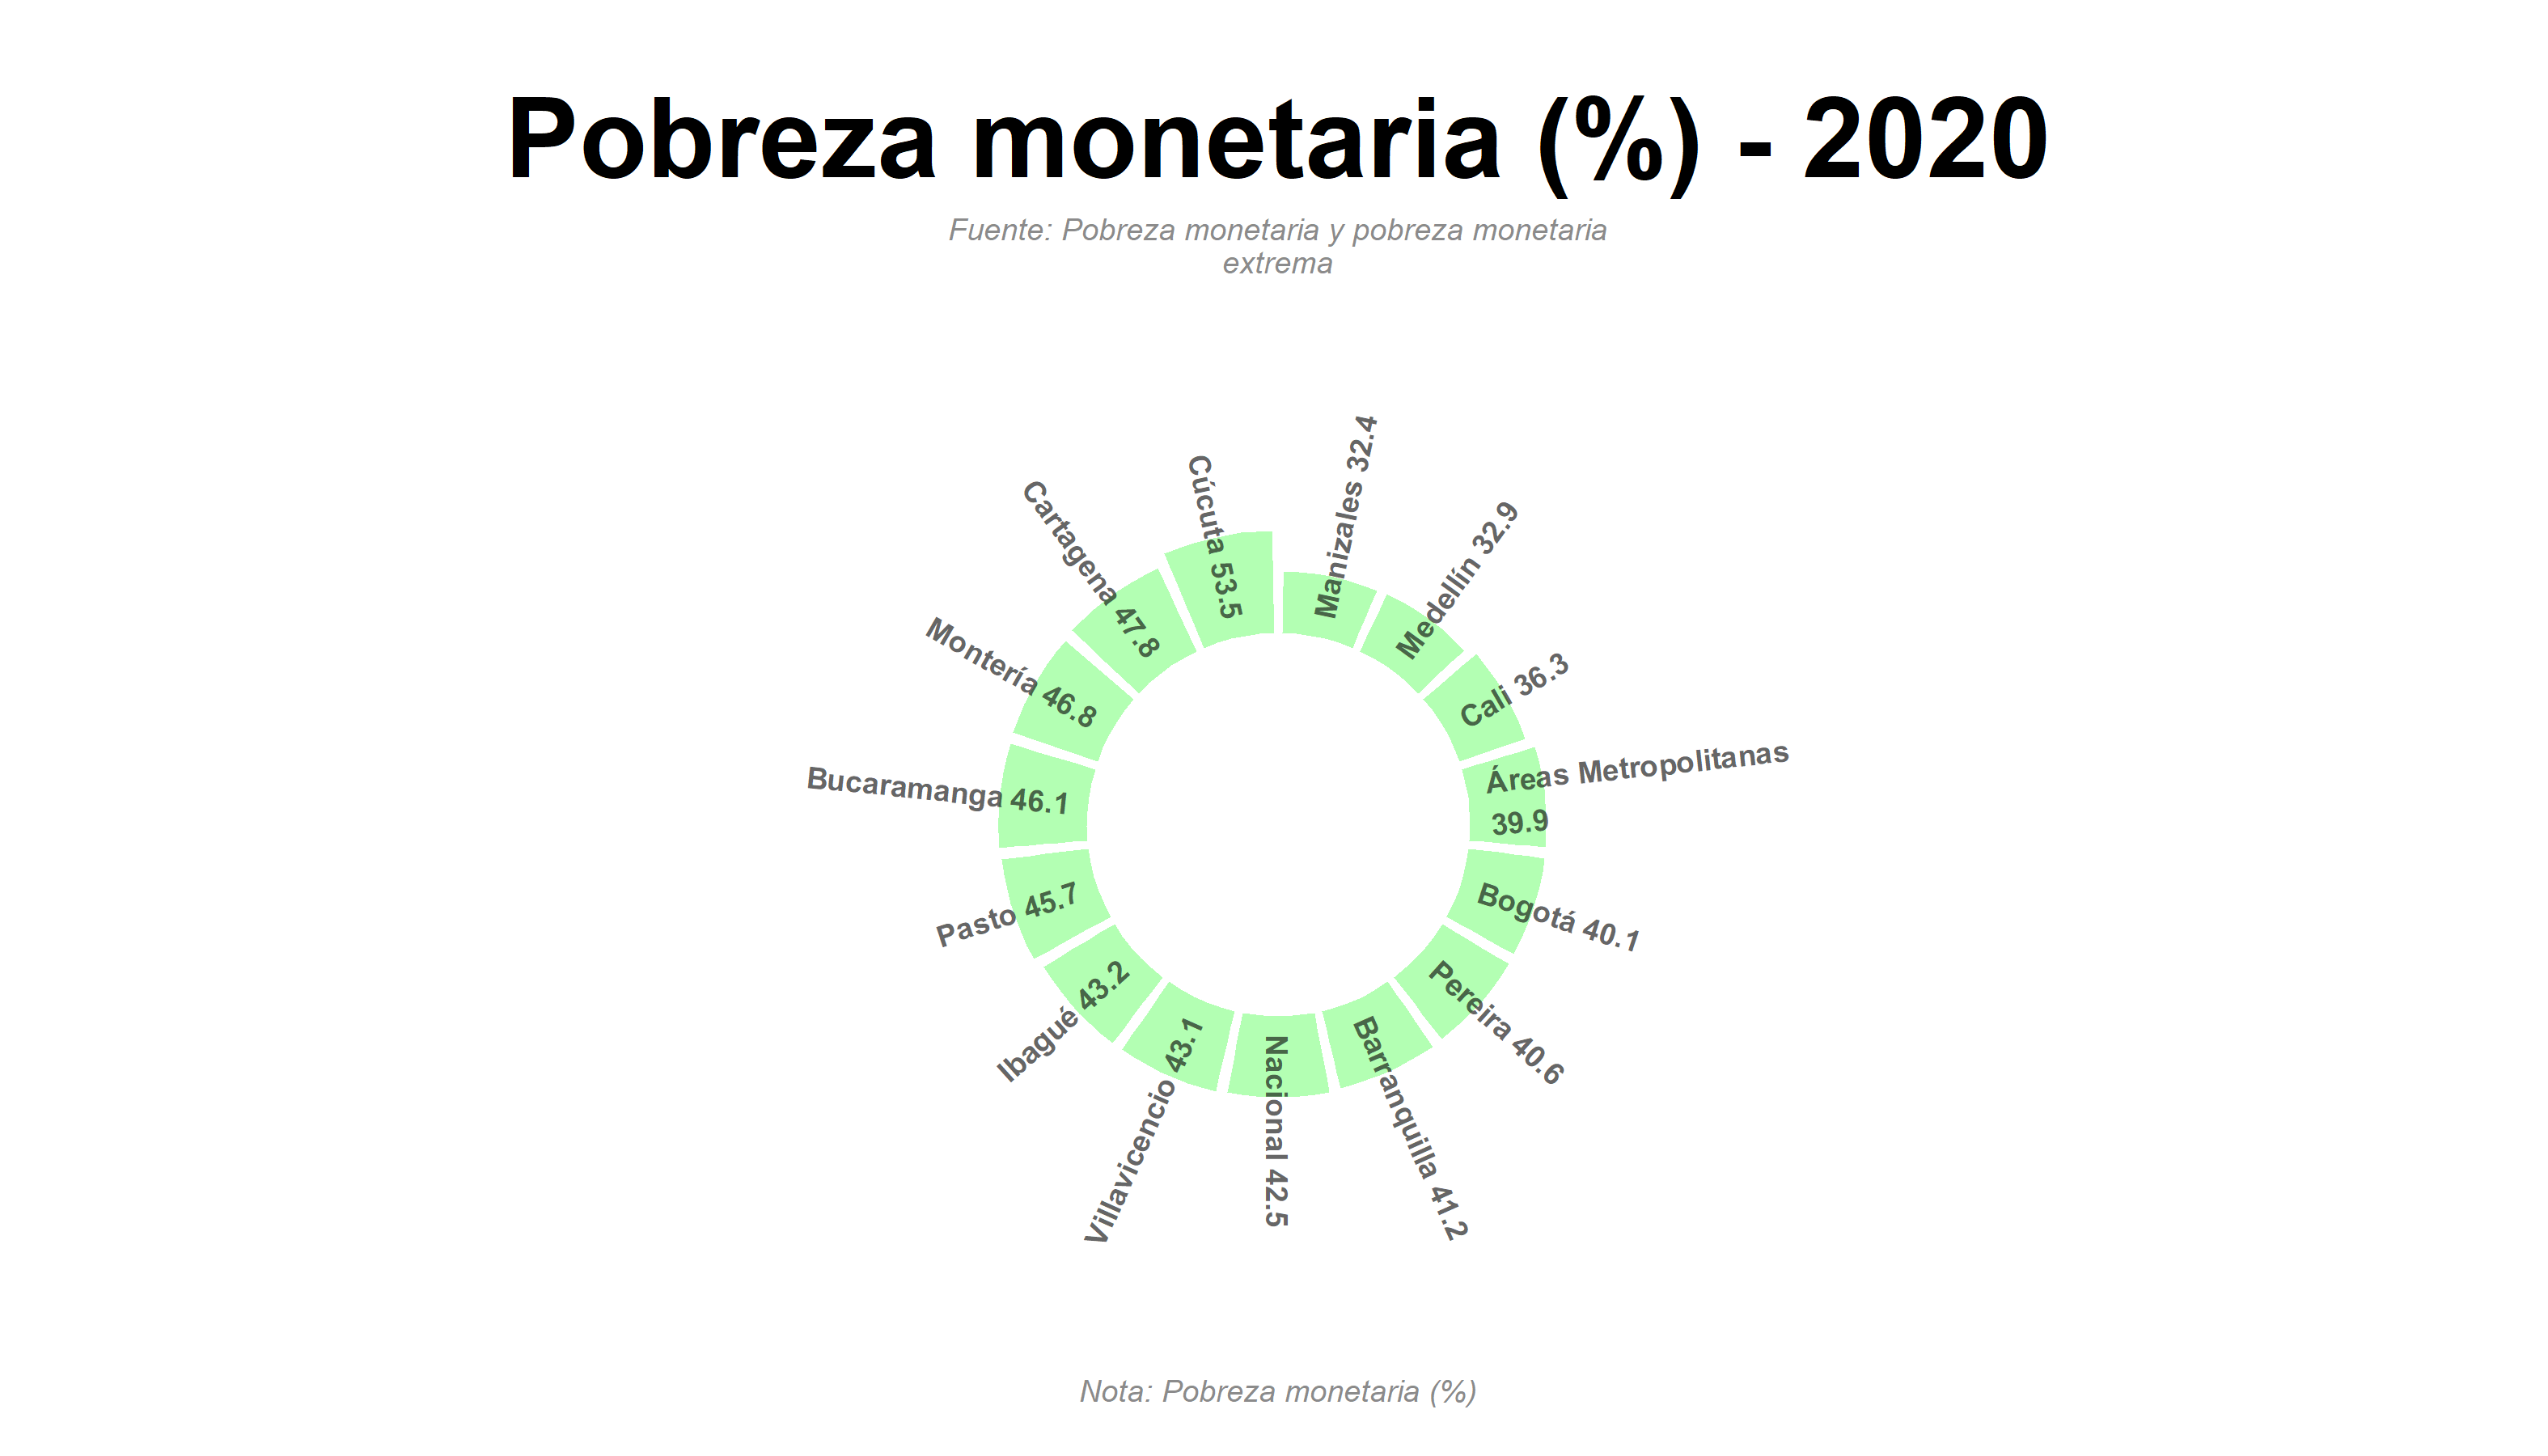 Pobreza monetaria (%) - 2020
Fuente: Pobreza monetaria y pobreza monetaria
extrema
Manizales 32.4
Medellín 32.9
Cali 36.3
Áreas Metropolitanas
39.9
Bogotá 40.1
Pereira 40.6
Barranquilla 41.2
Nacional 42.5
Villavicencio 43.1
Ibagué 43.2
Pasto 45.7
Bucaramanga 46.1
Montería 46.8
Cartagena 47.8
Cúcuta 53.5
Nota: Pobreza monetaria (%)